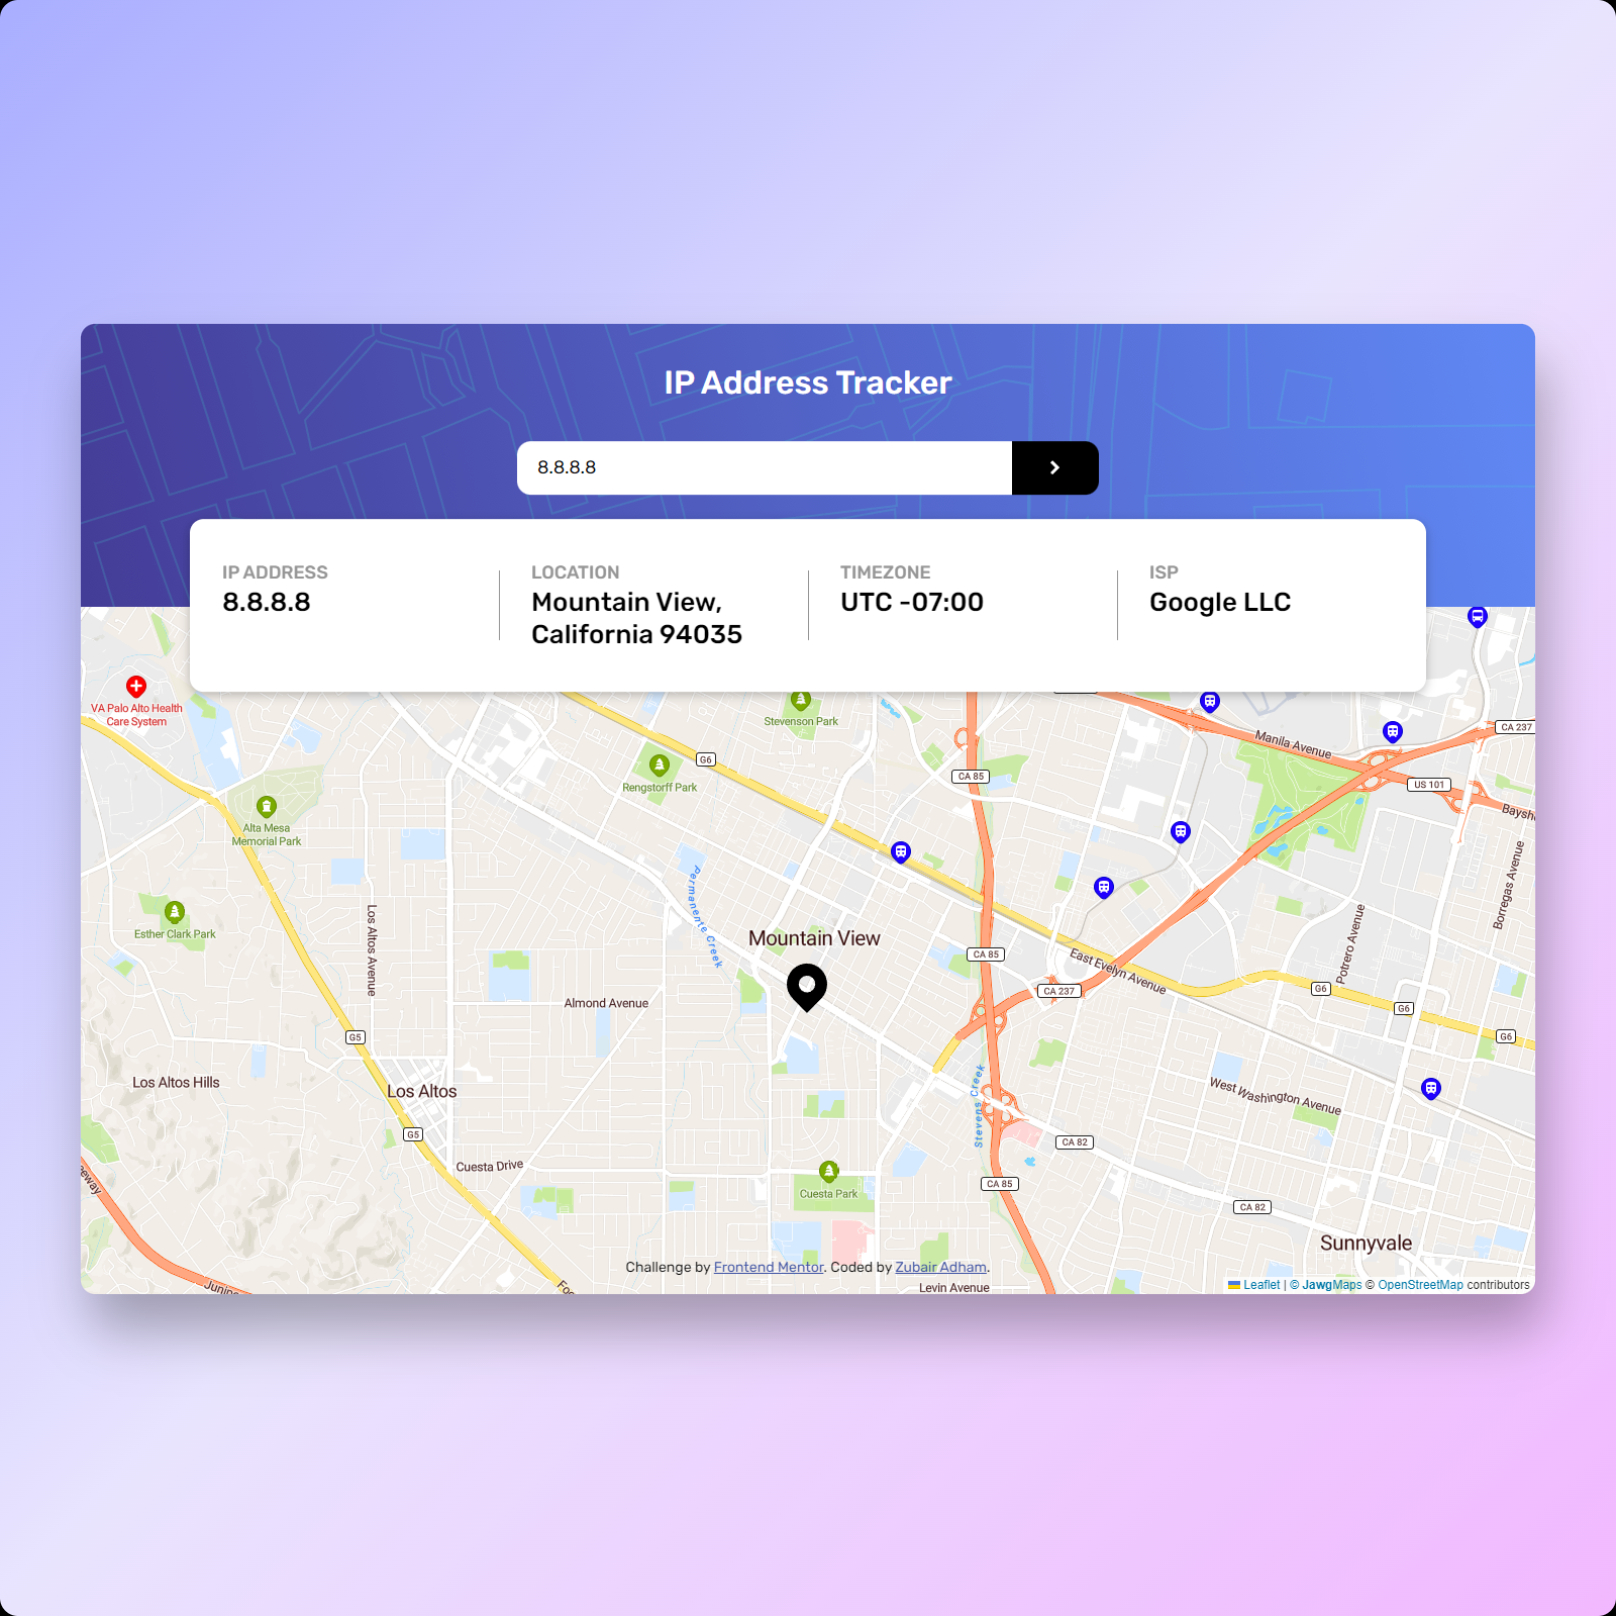 IP Address Tracker
8.8.8.8
IP ADDRESS
8.8.8.8
LOCATION
Mountain View,
California 94035
TIMEZONE
UTC -07:00
ISP
Google LLC
VA Palo Alto Health
Care System
Stevenson Park
CA 237
Manila Avenue
G6
CA 85
US 101
Rengstorff Park
Baysh
Alta Mesa
Memorial Park
Permanente Creek
Borregas Avenue
Esther Clark Park
Los Altos Avenue
Mountain View
Potrero Avenue
CA 85
East Evelyn Avenue
CA 237
G6
Almond Avenue
G6
G5
G6
Los Altos Hills
Los Altos
Stevens Creek
West Washington Avenue
G5
CA 82
Cuesta Drive
CA 85
Cuesta Park
CA 82
Sunnyvale
eeway
Challenge by Frontend Mentor. Coded by Zubair Adham.
Junipe
Foo
Levin Avenue
Leaflet | © JawgMaps © OpenStreetMap contributors